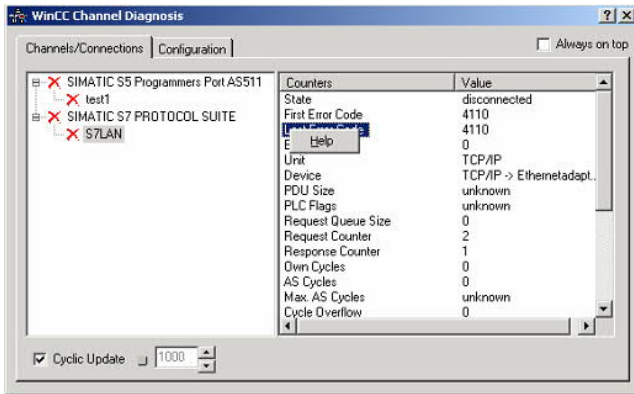 WinCC Channel Diagnosis
Channels/Connections Configuration Always on top
SIMATIC S5 Programmers Port AS511
test1
SIMATIC S7 PROTOCOL SUITE
S7LAN
Counters Value
State disconnected
First Error Code 4110
Last Error Code 4110
Help
E 0
Unit TCP/IP
Device TCP/IP -> Ethernetadapt..
PDU Size unknown
PLC Flags unknown
Request Queue Size 0
Request Counter 2
Response Counter 1
Own Cycles 0
AS Cycles 0
Max. AS Cycles unknown
Cycle Overflow 0
Cyclic Update 1000